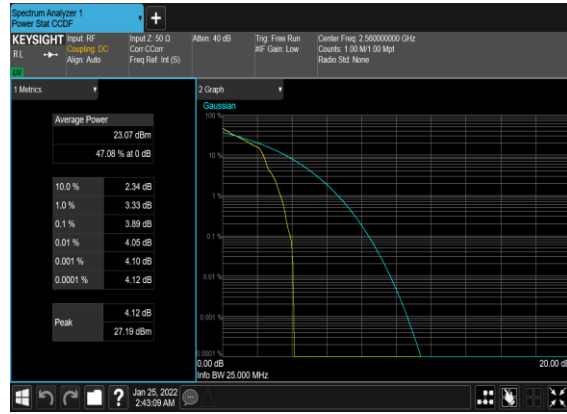 Spectrum Analyzer 1
Power Stat CCDF
KEYSIGHT
RL
Input: RF
Coupling: DC
Align: Auto
Input Z: 50 Ω
Corr CCorr
Freq Ref: Int (S)
Atten: 40 dB
Trig: Free Run
#IF Gain: Low
Center Freq: 2.560000000 GHz
Counts: 1.00 M/1.00 Mpt
Radio Std: None
1 Metrics
Average Power
23.07 dBm
47.08 % at 0 dB
10.0 % 2.34 dB
1.0 % 3.33 dB
0.1 % 3.89 dB
0.01 % 4.05 dB
0.001 % 4.10 dB
0.0001 % 4.12 dB
Peak
4.12 dB
27.19 dBm
2 Graph
Gaussian
100 %
10 %
1 %
0.1 %
0.01 %
0.001 %
0.0001 %
0.00 dB
20.00 dB
Info BW 25.000 MHz
?
Jan 25, 2022
2:43:09 AM